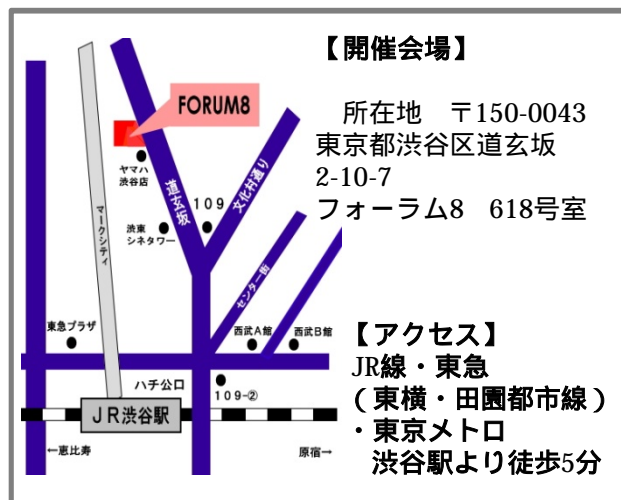 【開催会場】
所在地　〒150-0043
東京都渋谷区道玄坂
2-10-7
フォーラム8　618号室
【アクセス】
JR線・東急
（東横・田園都市線）
・東京メトロ
渋谷駅より徒歩5分
FORUM8
ヤマハ
渋谷店
道玄坂
109
文化村通り
渋東
シネタワー
マークシティ
センター街
東急プラザ
西武A館
西武B館
ハチ公口
109-②
JR渋谷駅
←恵比寿
原宿→